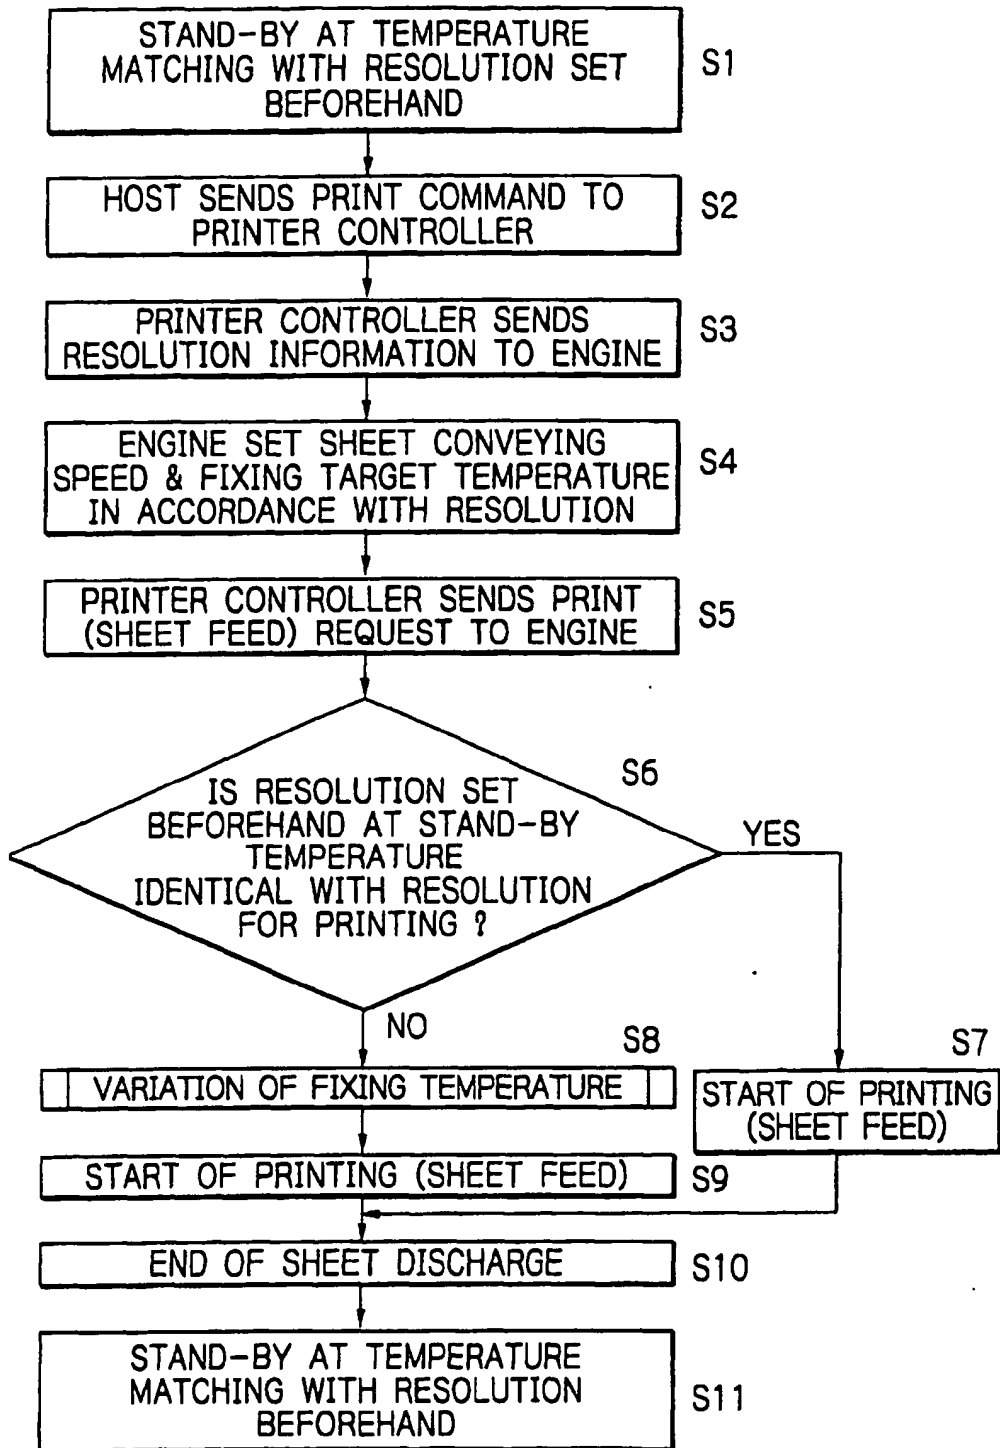 STAND-BY AT TEMPERATURE
MATCHING WITH RESOLUTION SET
BEFOREHAND
S1
HOST SENDS PRINT COMMAND TO
PRINTER CONTROLLER
S2
PRINTER CONTROLLER SENDS
RESOLUTION INFORMATION TO ENGINE
S3
ENGINE SET SHEET CONVEYING
SPEED & FIXING TARGET TEMPERATURE
IN ACCORDANCE WITH RESOLUTION
S4
PRINTER CONTROLLER SENDS PRINT
(SHEET FEED) REQUEST TO ENGINE
S5
S6
IS RESOLUTION SET
BEFOREHAND AT STAND-BY
TEMPERATURE
IDENTICAL WITH RESOLUTION
FOR PRINTING ?
YES
NO
S8
VARIATION OF FIXING TEMPERATURE
S7
START OF PRINTING
(SHEET FEED)
START OF PRINTING (SHEET FEED)
S9
END OF SHEET DISCHARGE
S10
STAND-BY AT TEMPERATURE
MATCHING WITH RESOLUTION
BEFOREHAND
S11